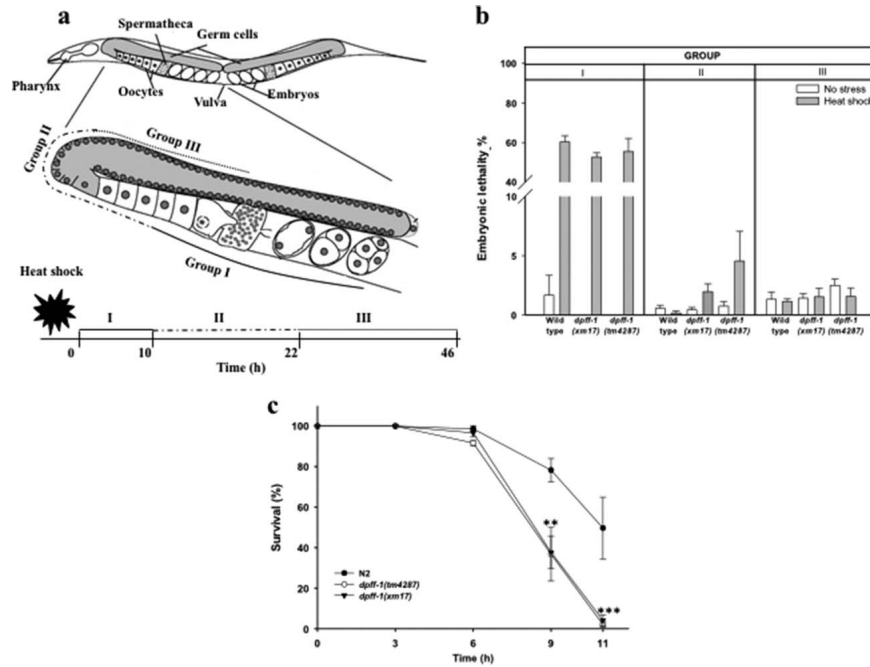 a
Spermatheca
Germ cells
Pharynx
Oocytes
Vulva
Embryos
Group II
Group III
Group I
Heat shock
I II III
0 10 22 46
Time (h)
b
GROUP
I II III
No stress
Heat shock
Embryonic lethality_%
100
80
60
40
10
5
0
Wild type
dpff-1 (xm17)
dpff-1 (tm4287)
Wild type
dpff-1 (xm17)
dpff-1 (tm4287)
Wild type
dpff-1 (xm17)
dpff-1 (tm4287)
c
Survival (%)
100
80
60
40
20
0
**
***
N2
dpff-1(tm4287)
dpff-1(xm17)
0 3 6 9 11
Time (h)